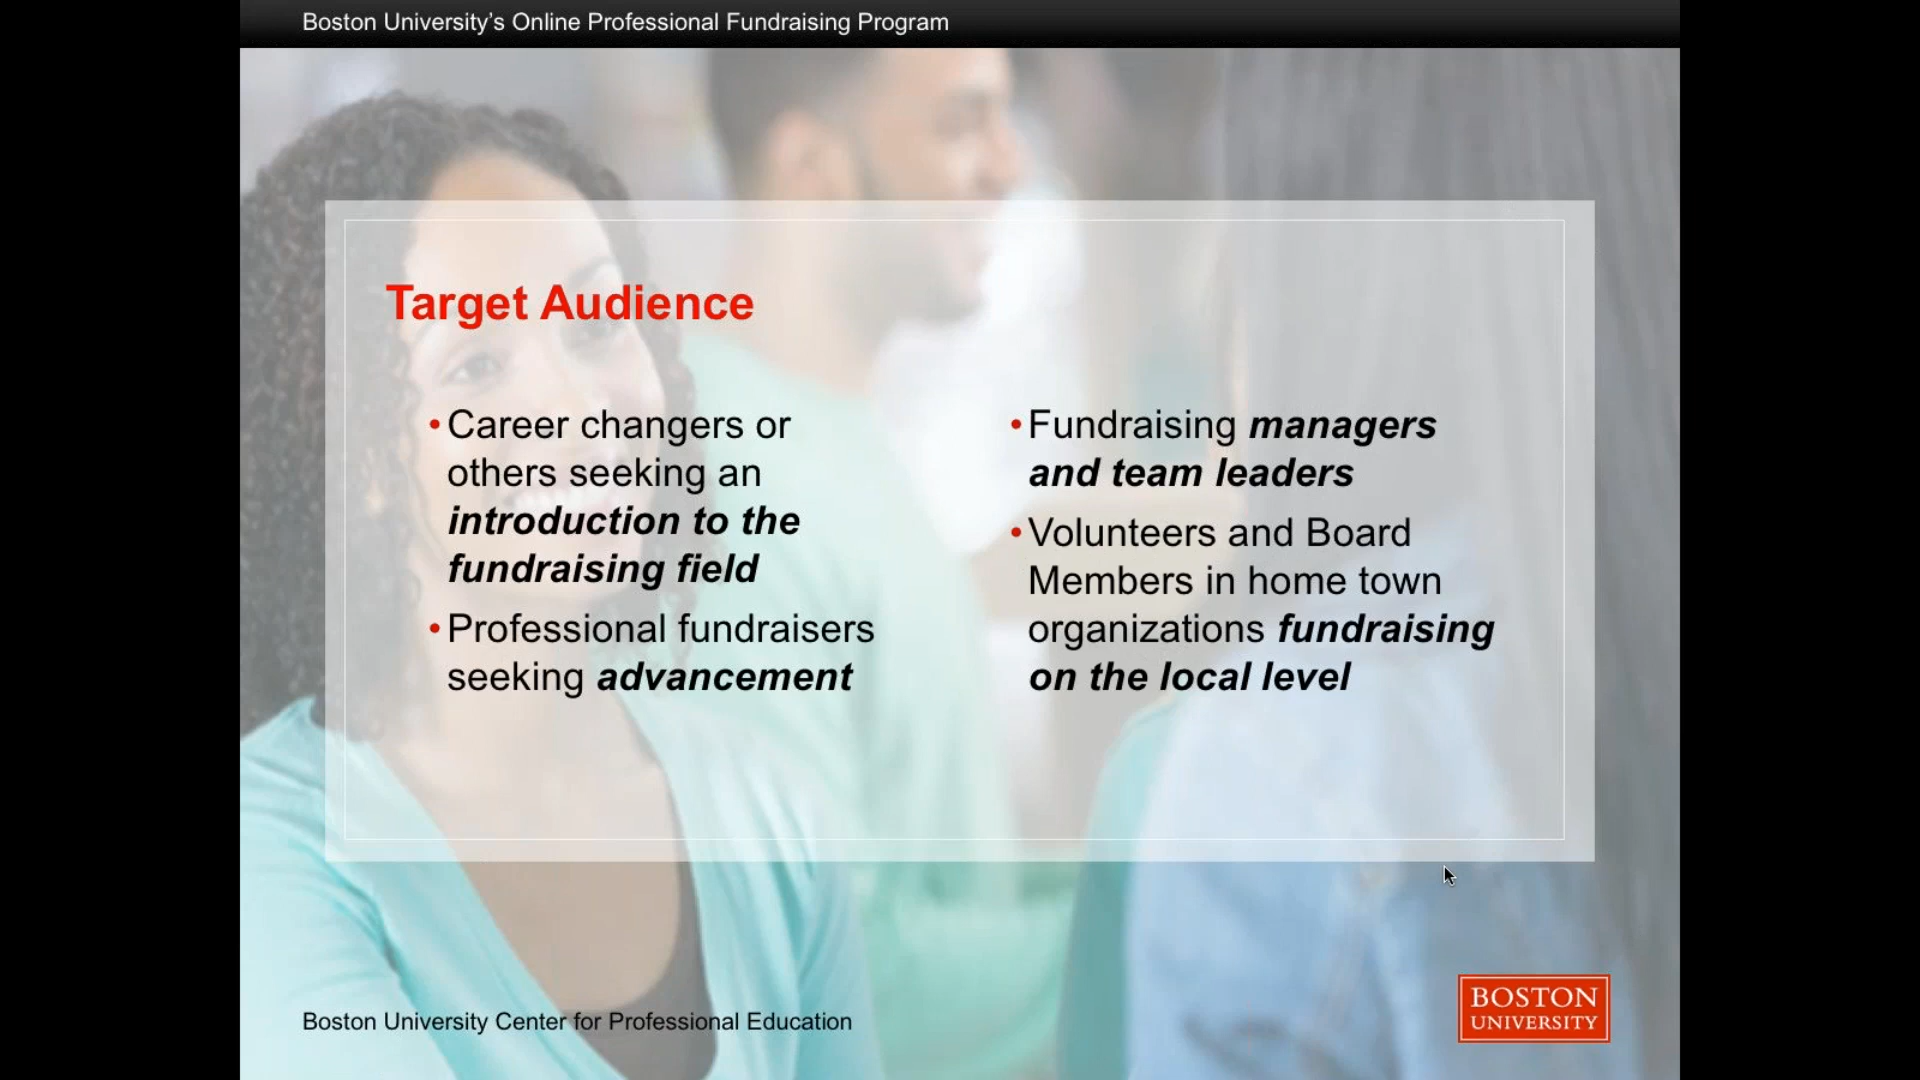 Boston University’s Online Professional Fundraising Program
Target Audience
•Career changers or
others seeking an
introduction to the
fundraising field
•Professional fundraisers
seeking advancement
•Fundraising managers
and team leaders
•Volunteers and Board
Members in home town
organizations fundraising
on the local level
Boston University Center for Professional Education
BOSTON
UNIVERSITY